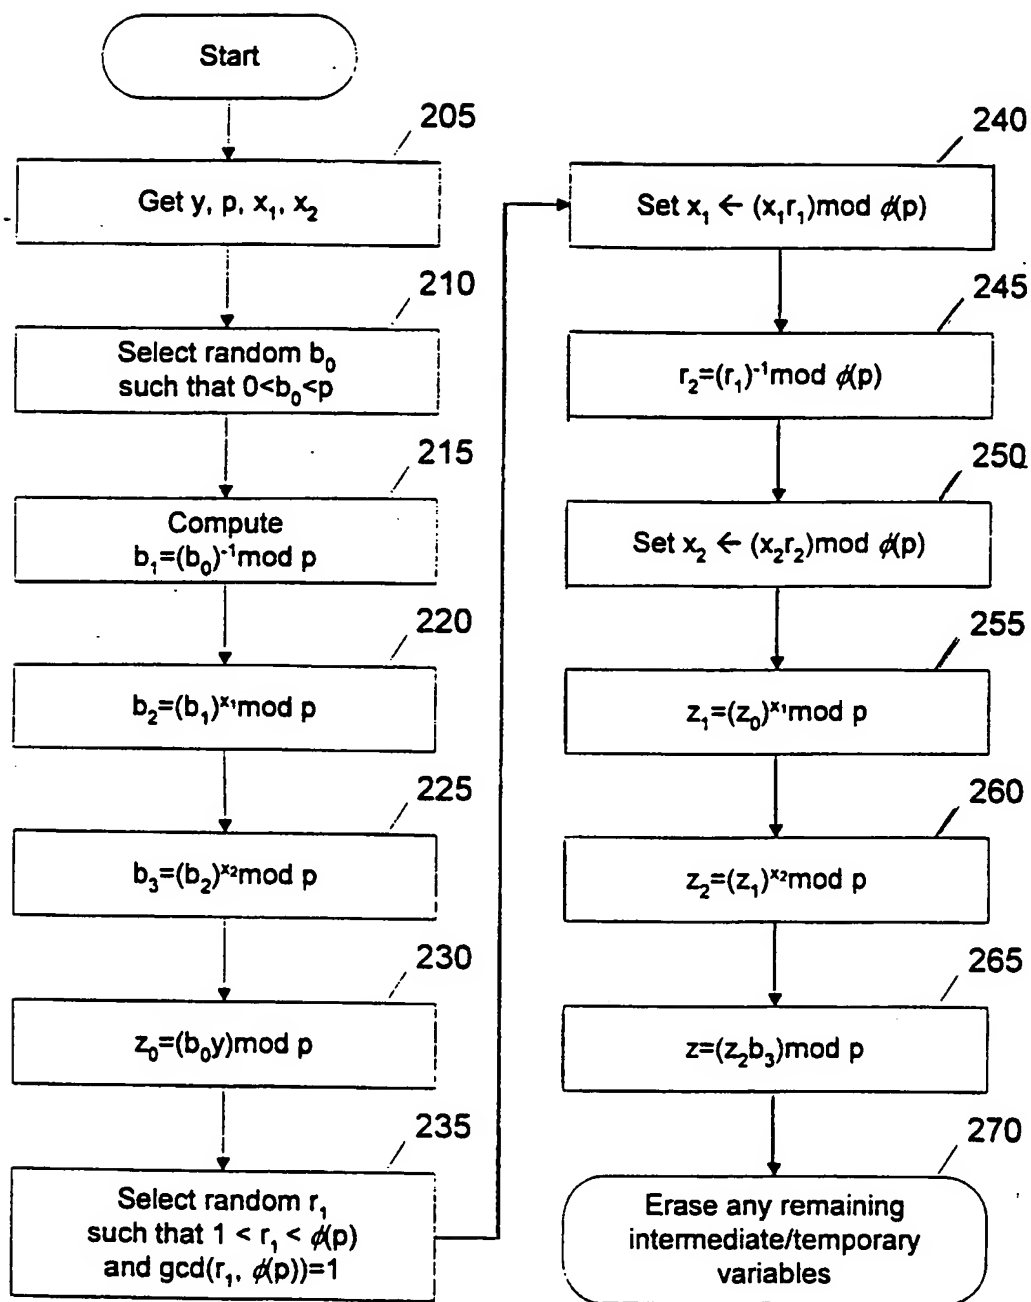 Start
205
Get y, p, x₁, x₂
210
Select random b₀
such that 0<b₀<p
215
Compute
b₁=(b₀)⁻¹mod p
220
b₂=(b₁)^x₁mod p
225
b₃=(b₂)^x₂mod p
230
z₀=(b₀y)mod p
235
Select random r₁
such that 1 < r₁ < ϕ(p)
and gcd(r₁, ϕ(p))=1
240
Set x₁ ← (x₁r₁)mod ϕ(p)
245
r₂=(r₁)⁻¹mod ϕ(p)
250
Set x₂ ← (x₂r₂)mod ϕ(p)
255
z₁=(z₀)^x₁mod p
260
z₂=(z₁)^x₂mod p
265
z=(z₂b₃)mod p
270
Erase any remaining
intermediate/temporary
variables